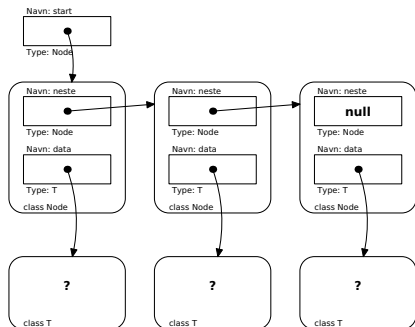 Navn: start
Type: Node
Navn: neste
Navn: neste
Navn: neste
null
Type: Node
Type: Node
Type: Node
Navn: data
Navn: data
Navn: data
Type: T
Type: T
Type: T
class Node
class Node
class Node
?
?
?
class T
class T
class T